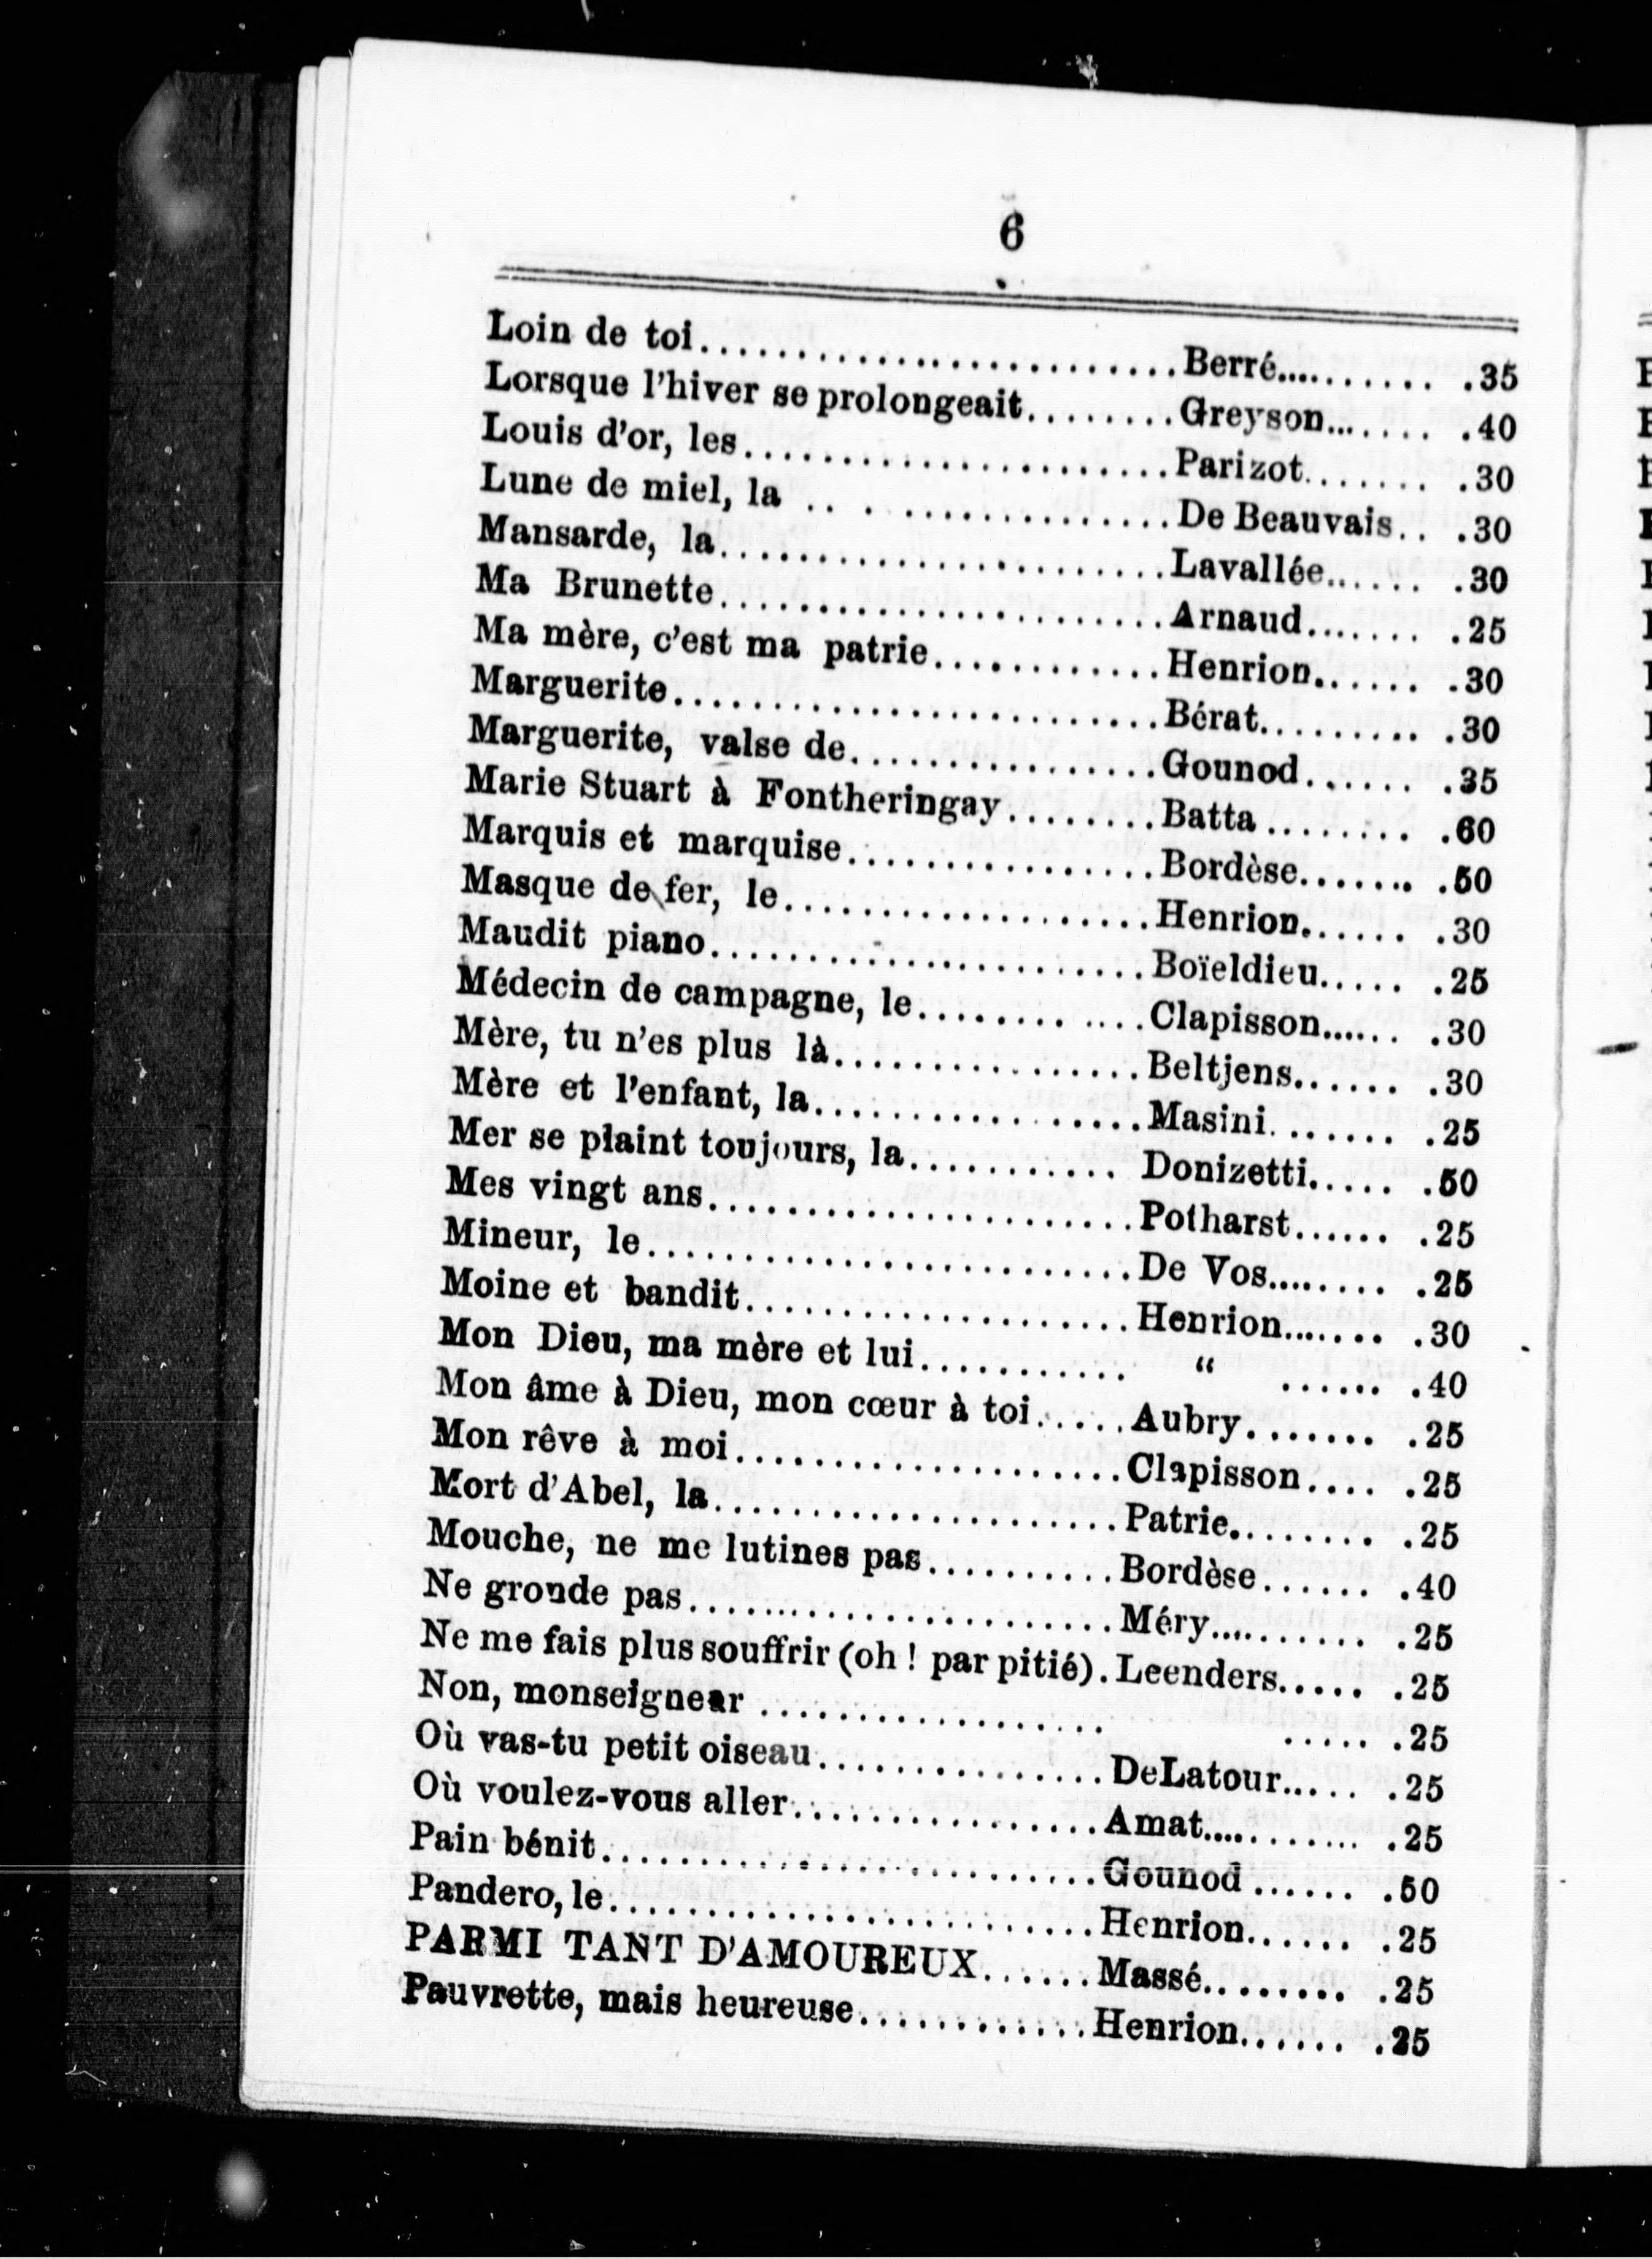 6
Loin de toi..............................Berré........... .35
Lorsque l'hiver se prolongeait........Greyson........ .40
Louis d'or, les......................Parizot....... .30
Lune de miel, la .. . ..............De Beauvais.. .30
Mansarde, la.......................Lavallée...... .30
Ma Brunette.......................Arnaud....... .25
Ma mère, c'est ma patrie............Henrion...... .30
Marguerite.........................Bérat......... .30
Marguerite, valse de................Gounod...... .35
Marie Stuart à Fontheringay........Batta ........ .60
Marquis et marquise................Bordèse....... .50
Masque de fer, le...................Henrion...... .30
Maudit piano.......................Boïeldieu..... .25
Médecin de campagne, le............Clapisson...... .30
Mère, tu n'es plus là................Beltjens...... .30
Mère et l'enfant, la.................Masini. ...... .25
Mer se plaint toujours, la........... Donizetti..... .50
Mes vingt ans......................Potharst...... .25
Mineur, le.........................De Vos......... .25
Moine et bandit....................Henrion........ .30
Mon Dieu, ma mère et lui........... “ ...... .40
Mon âme à Dieu, mon cœur à toi.....Aubry....... .25
Mon rêve à moi....................Clapisson.... .25
Mort d'Abel, la.....................Patrie........ .25
Mouche, ne me lutines pas..........Bordèse...... .40
Ne gronde pas......................Méry.......... .25
Ne me fais plus souffrir (oh ! par pitié).Leenders..... .25
Non, monseignear .................. ..... .25
Où vas-tu petit oiseau...............DeLatour...... .25
Où voulez-vous aller................Amat........... .25
Pain bénit..........................Gounod ...... .50
Pandero, le.........................Henrion...... .25
PARMI TANT D'AMOUREUX......Massé........ .25
Pauvrette, mais heureuse............Henrion...... .25